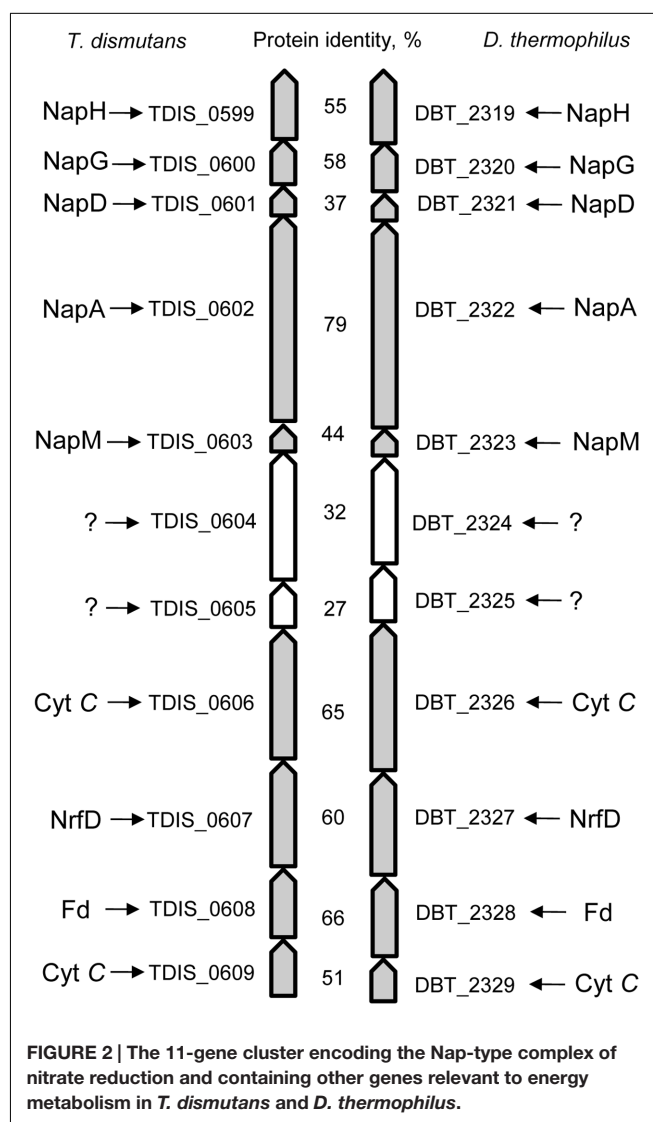 T. dismutans Protein identity, % D. thermophilus
NapH TDIS_0599 55 DBT_2319 NapH
NapG TDIS_0600 58 DBT_2320 NapG
NapD TDIS_0601 37 DBT_2321 NapD
NapA TDIS_0602 79 DBT_2322 NapA
NapM TDIS_0603 44 DBT_2323 NapM
? TDIS_0604 32 DBT_2324 ?
? TDIS_0605 27 DBT_2325 ?
Cyt C TDIS_0606 65 DBT_2326 Cyt C
NrfD TDIS_0607 60 DBT_2327 NrfD
Fd TDIS_0608 66 DBT_2328 Fd
Cyt C TDIS_0609 51 DBT_2329 Cyt C
FIGURE 2 | The 11-gene cluster encoding the Nap-type complex of
nitrate reduction and containing other genes relevant to energy
metabolism in T. dismutans and D. thermophilus.